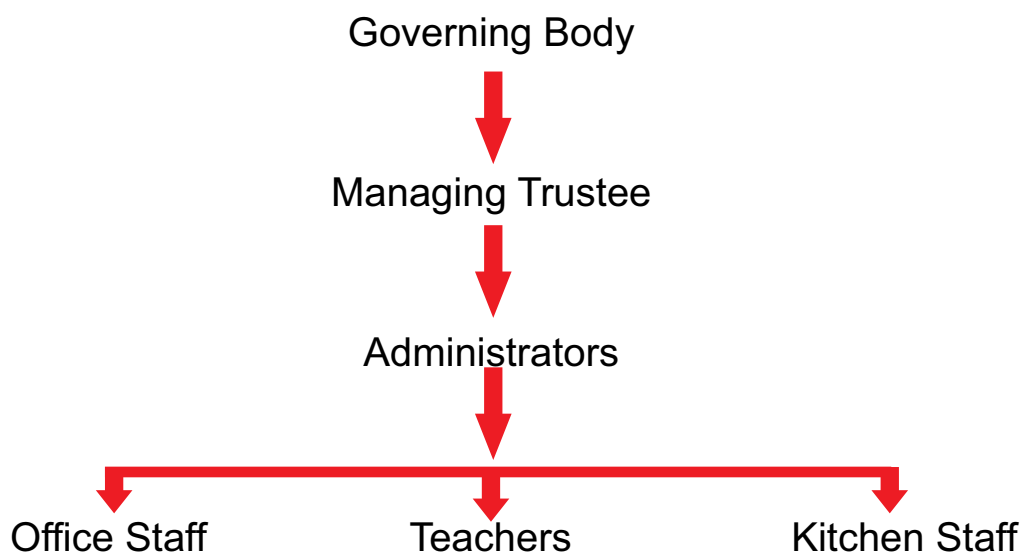 Governing Body
Managing Trustee
Administrators
Office Staff Teachers Kitchen Staff